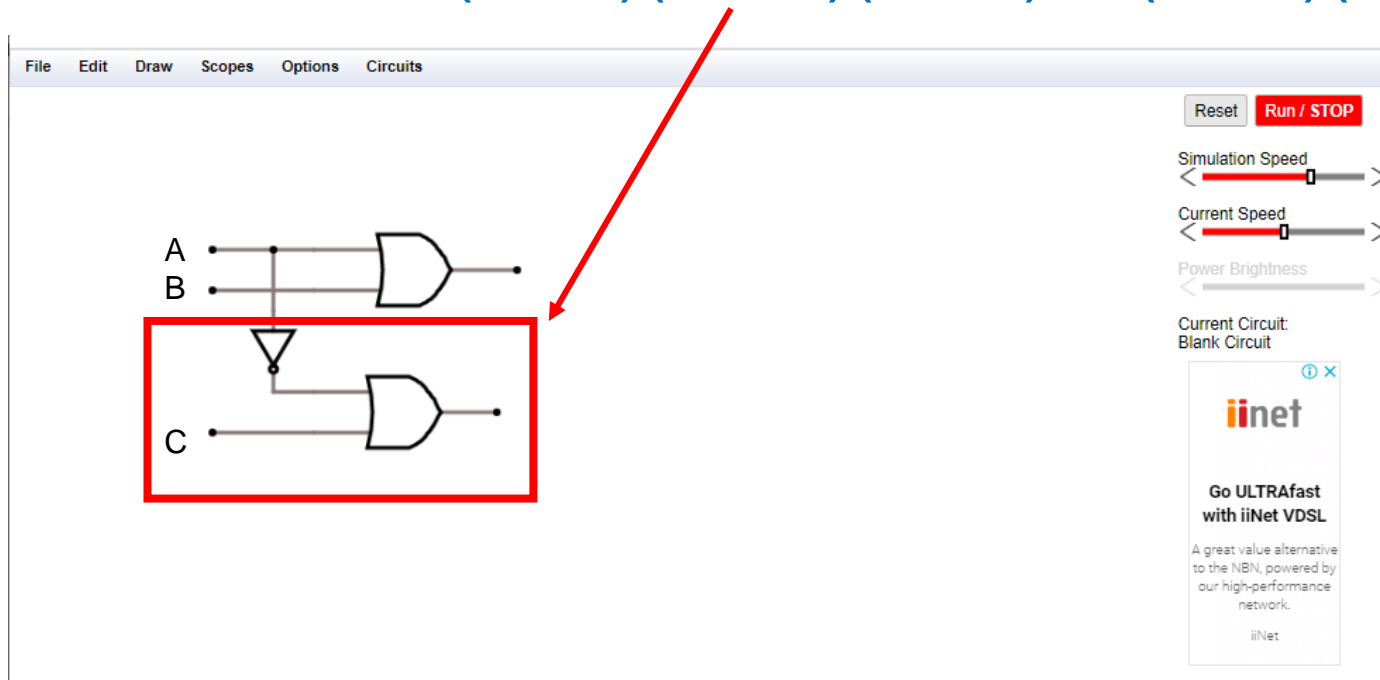 File Edit Draw Scopes Options Circuits
Reset Run / STOP
Simulation Speed
Current Speed
Power Brightness
Current Circuit:
Blank Circuit
A
B
C
iinet
Go ULTRAfast
with iiNet VDSL
A great value alternative
to the NBN, powered by
our high-performance
network.
iiNet